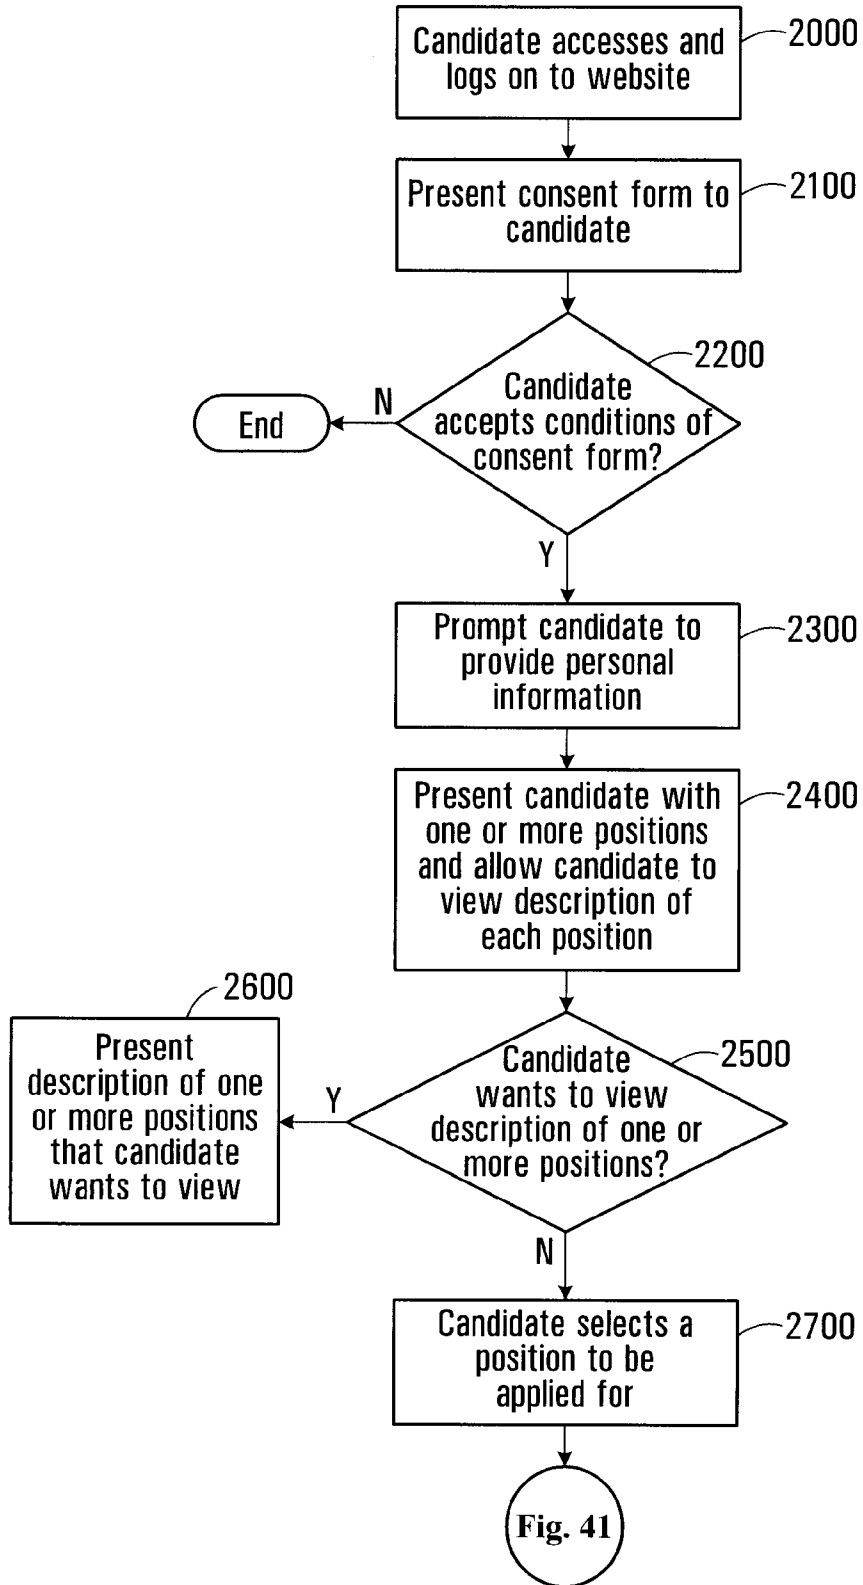 Candidate accesses and
logs on to website
2000
Present consent form to
candidate
2100
Candidate
accepts conditions of
consent form?
2200
N
End
Y
Prompt candidate to
provide personal
information
2300
Present candidate with
one or more positions
and allow candidate to
view description of
each position
2400
Candidate
wants to view
description of one or
more positions?
2500
Y
2600
Present
description of one
or more positions
that candidate
wants to view
N
Candidate selects a
position to be
applied for
2700
Fig. 41